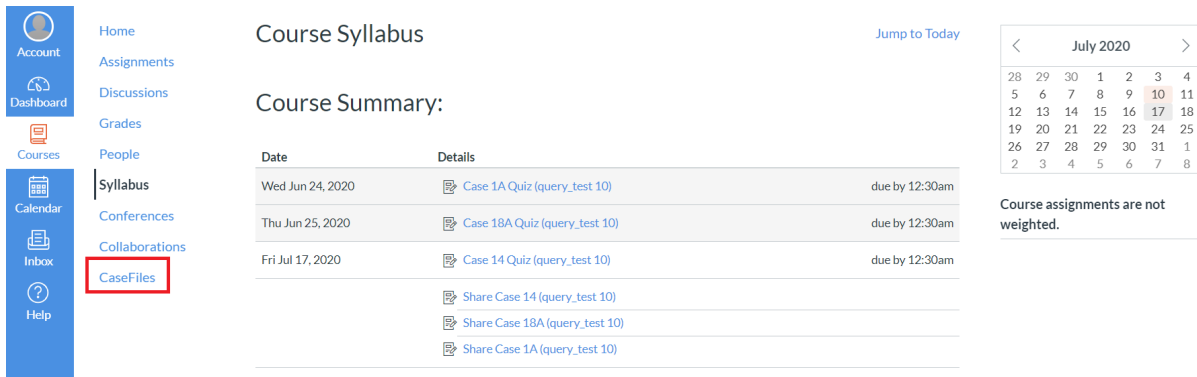 Account
Dashboard
Courses
Calendar
Inbox
Help
Home
Assignments
Discussions
Grades
People
Syllabus
Conferences
Collaborations
CaseFiles
Course Syllabus
Jump to Today
Course Summary:
Date Details
Wed Jun 24, 2020 Case 1A Quiz (query_test 10) due by 12:30am
Thu Jun 25, 2020 Case 18A Quiz (query_test 10) due by 12:30am
Fri Jul 17, 2020 Case 14 Quiz (query_test 10) due by 12:30am
Share Case 14 (query_test 10)
Share Case 18A (query_test 10)
Share Case 1A (query_test 10)
July 2020
28 29 30 1 2 3 4
5 6 7 8 9 10 11
12 13 14 15 16 17 18
19 20 21 22 23 24 25
26 27 28 29 30 31 1
2 3 4 5 6 7 8
Course assignments are not
weighted.